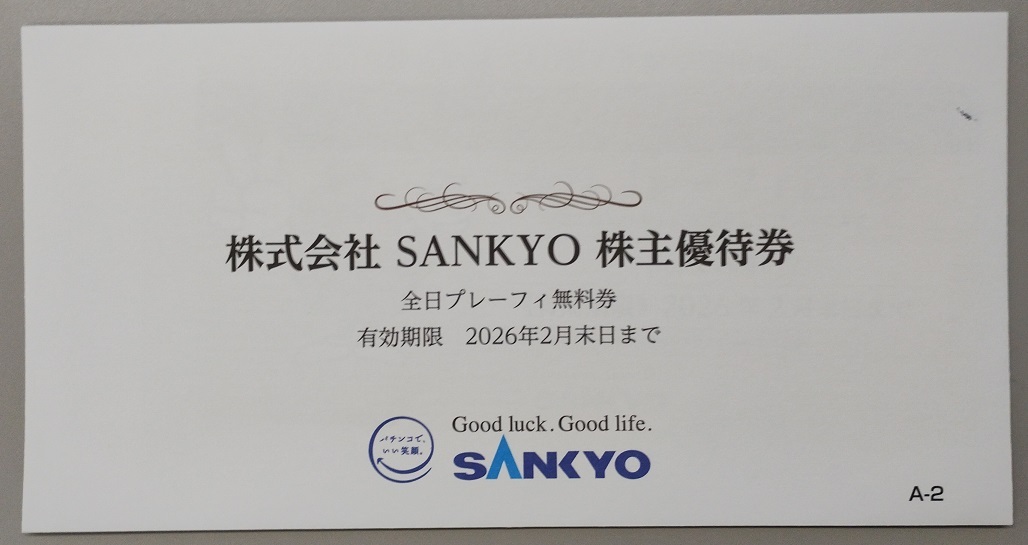 株式会社 SANKYO 株主優待券
全日プレーフィ無料券
有効期限　2026年2月末日まで
パチンコで、
いい笑顔。
Good luck. Good life.
SANKYO
A-2